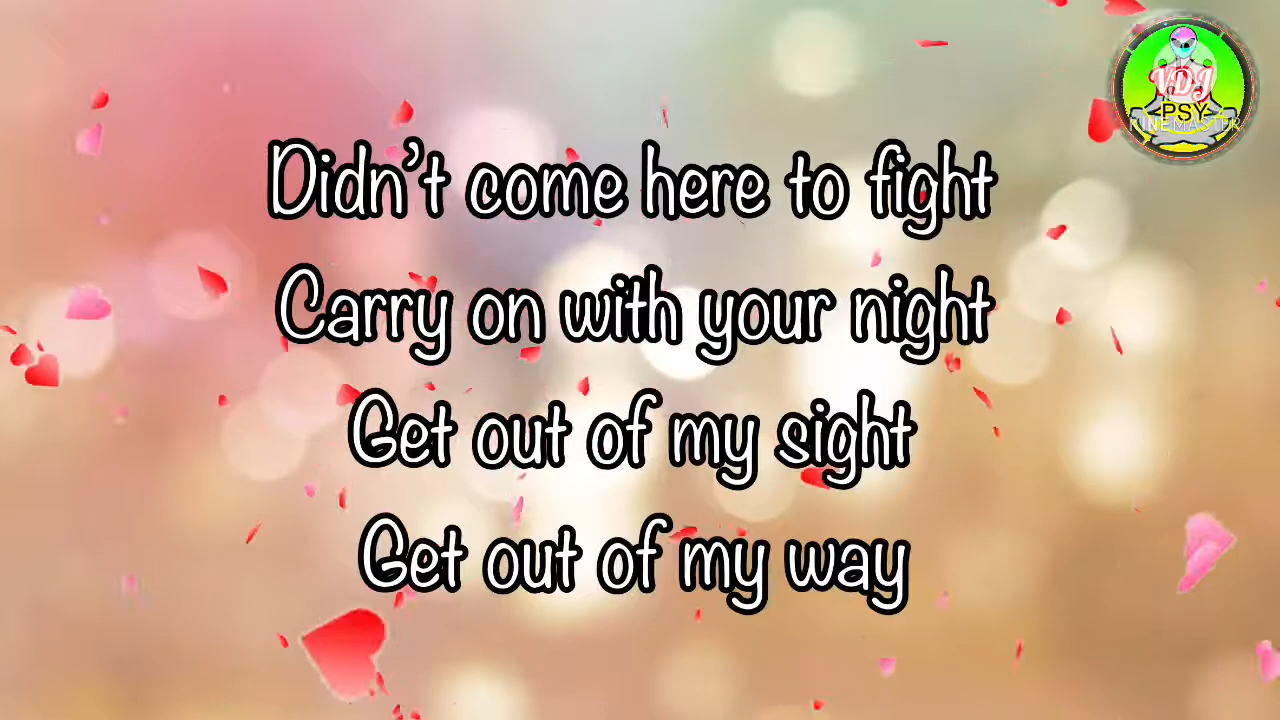 Didn't come here to fight
Carry on with your night
Get out of my sight
Get out of my way
VDJ
PSY
KINEMASTER